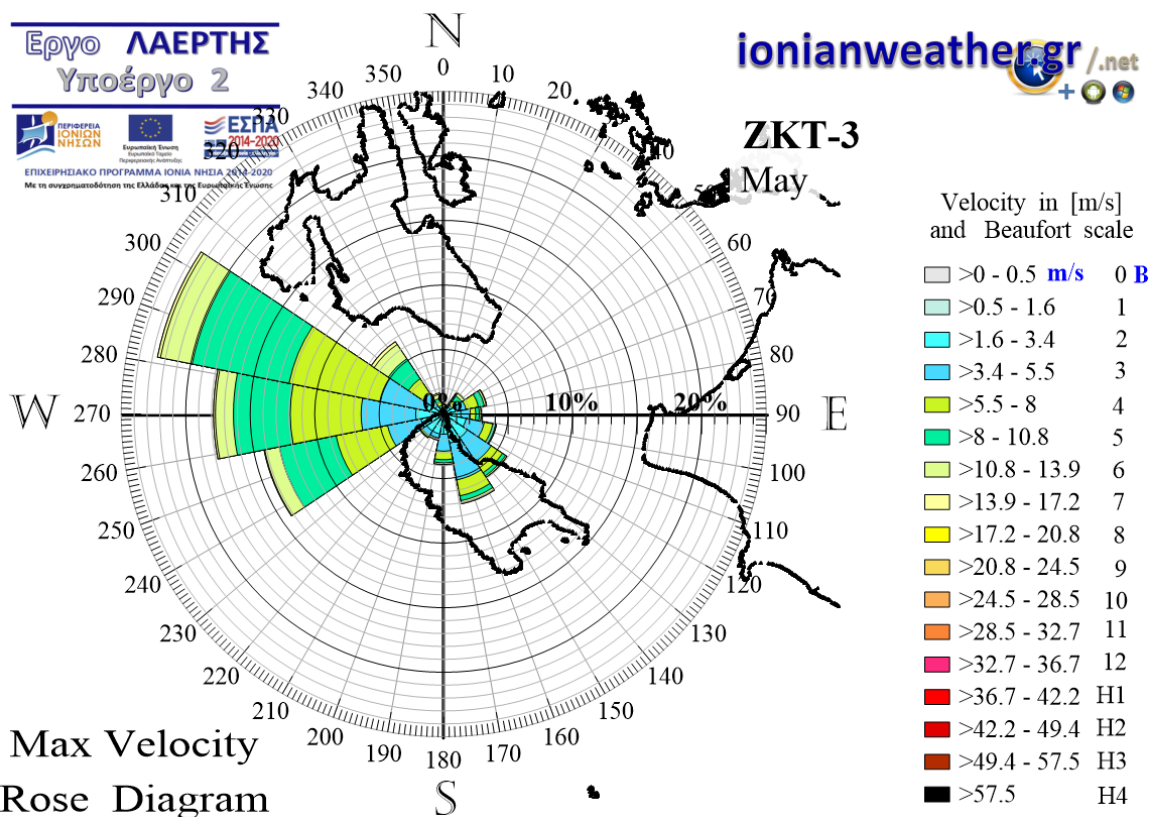 Εργο ΛΑΕΡΤΗΣ
Υποέργο 2
ΠΕΡΙΦΕΡΕΙΑ
ΙΟΝΙΩΝ
ΝΗΣΩΝ
Ευρωπαϊκή Ένωση
Ευρωπαϊκό Ταμείο
Περιφερειακής Ανάπτυξης
ΕΣΠΑ
2014-2020
ΕΠΙΧΕΙΡΗΣΙΑΚΟ ΠΡΟΓΡΑΜΜΑ ΙΟΝΙΑ ΝΗΣΙΑ 2014-2020
Με τη συγχρηματοδότηση της Ελλάδας και της Ευρωπαϊκής Ένωσης
ionianweather.gr /.net
+
ZKT-3
May
N
0
10
20
40
50
60
70
80
90
E
100
110
120
130
140
150
160
170
180
S
190
200
210
220
230
240
250
260
270
W
280
290
300
310
320
330
340
350
0% 10% 20%
Velocity in [m/s]
and Beaufort scale
>0 - 0.5 m/s 0 B
>0.5 - 1.6 1
>1.6 - 3.4 2
>3.4 - 5.5 3
>5.5 - 8 4
>8 - 10.8 5
>10.8 - 13.9 6
>13.9 - 17.2 7
>17.2 - 20.8 8
>20.8 - 24.5 9
>24.5 - 28.5 10
>28.5 - 32.7 11
>32.7 - 36.7 12
>36.7 - 42.2 H1
>42.2 - 49.4 H2
>49.4 - 57.5 H3
>57.5 H4
Max Velocity
Rose Diagram